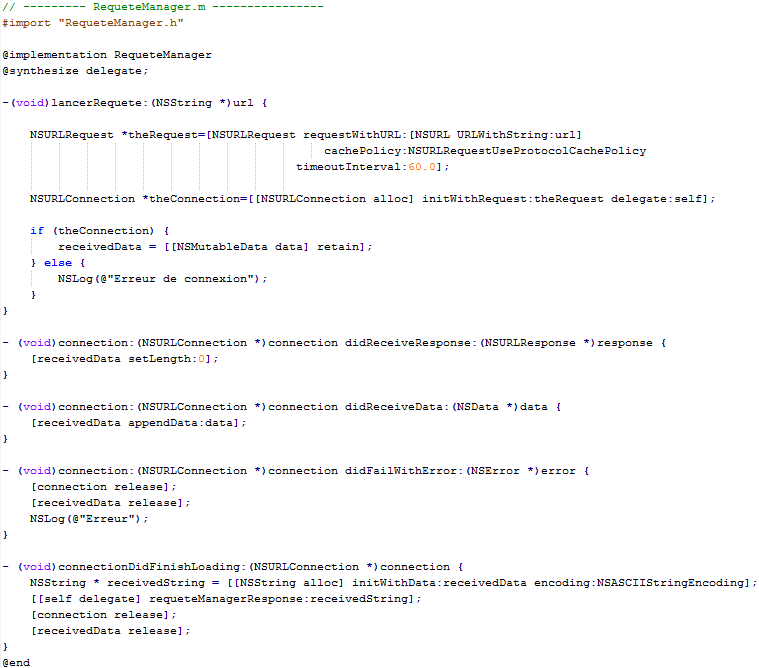 // --------- RequeteManager.m ----------------
#import "RequeteManager.h"
@implementation RequeteManager
@synthesize delegate;
-(void)lancerRequete:(NSString *)url {
NSURLRequest *theRequest=[NSURLRequest requestWithURL:[NSURL URLWithString:url]
cachePolicy:NSURLRequestUseProtocolCachePolicy
timeoutInterval:60.0];
NSURLConnection *theConnection=[[NSURLConnection alloc] initWithRequest:theRequest delegate:self];
if (theConnection) {
receivedData = [[NSMutableData data] retain];
} else {
NSLog(@"Erreur de connexion");
}
}
- (void)connection:(NSURLConnection *)connection didReceiveResponse:(NSURLResponse *)response {
[receivedData setLength:0];
}
- (void)connection:(NSURLConnection *)connection didReceiveData:(NSData *)data {
[receivedData appendData:data];
}
- (void)connection:(NSURLConnection *)connection didFailWithError:(NSError *)error {
[connection release];
[receivedData release];
NSLog(@"Erreur");
}
- (void)connectionDidFinishLoading:(NSURLConnection *)connection {
NSString * receivedString = [[NSString alloc] initWithData:receivedData encoding:NSASCIIStringEncoding];
[[self delegate] requeteManagerResponse:receivedString];
[connection release];
[receivedData release];
}
@end